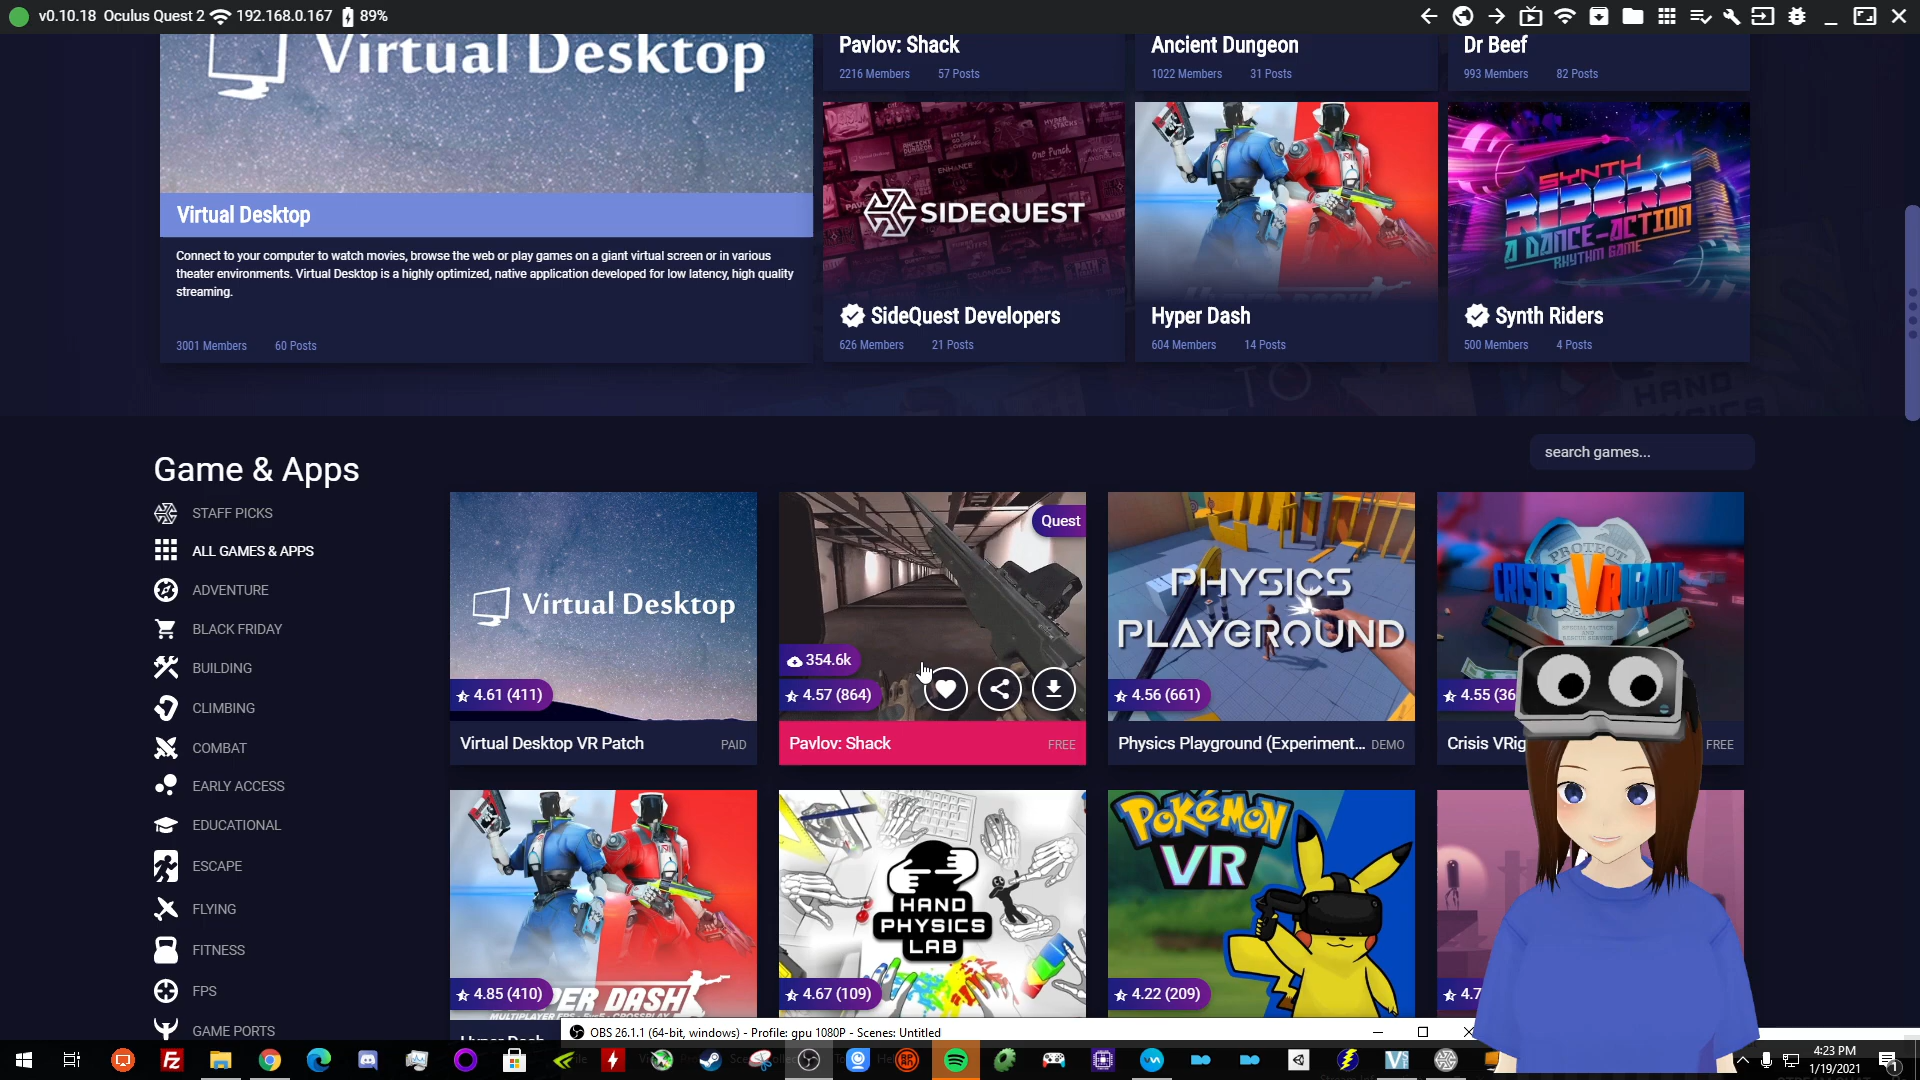 v0.10.18 Oculus Quest 2 192.168.0.167 89%
Virtual Desktop
Pavlov: Shack
2216 Members 57 Posts
Ancient Dungeon
1022 Members 31 Posts
Dr Beef
993 Members 82 Posts
Virtual Desktop
Connect to your computer to watch movies, browse the web or play games on a giant virtual screen or in various
theater environments. Virtual Desktop is a highly optimized, native application developed for low latency, high quality
streaming.
3001 Members 60 Posts
SIDEQUEST
SideQuest Developers
626 Members 21 Posts
Hyper Dash
604 Members 14 Posts
SYNTH
RIDERS
A DANCE-ACTION
RHYTHM GAME
Synth Riders
500 Members 4 Posts
Game & Apps
search games...
STAFF PICKS
ALL GAMES & APPS
ADVENTURE
BLACK FRIDAY
BUILDING
CLIMBING
COMBAT
EARLY ACCESS
EDUCATIONAL
ESCAPE
FLYING
FITNESS
FPS
GAME PORTS
Virtual Desktop
4.61 (411)
Virtual Desktop VR Patch PAID
Quest
354.6k
4.57 (864)
Pavlov: Shack FREE
PHYSICS
PLAYGROUND
4.56 (661)
Physics Playground (Experiment... DEMO
PROTECT
CRISIS VRIGADE
4.55 (36
Crisis VRig FREE
4.85 (410)
PER DASH
MULTIPLAYER FPS - 5v5 - CROSSPLAY
HAND
PHYSICS
LAB
4.67 (109)
POKÉMON
VR
4.22 (209)
4.7
OBS 26.1.1 (64-bit, windows) - Profile: gpu 1080P - Scenes: Untitled
4:23 PM
1/19/2021